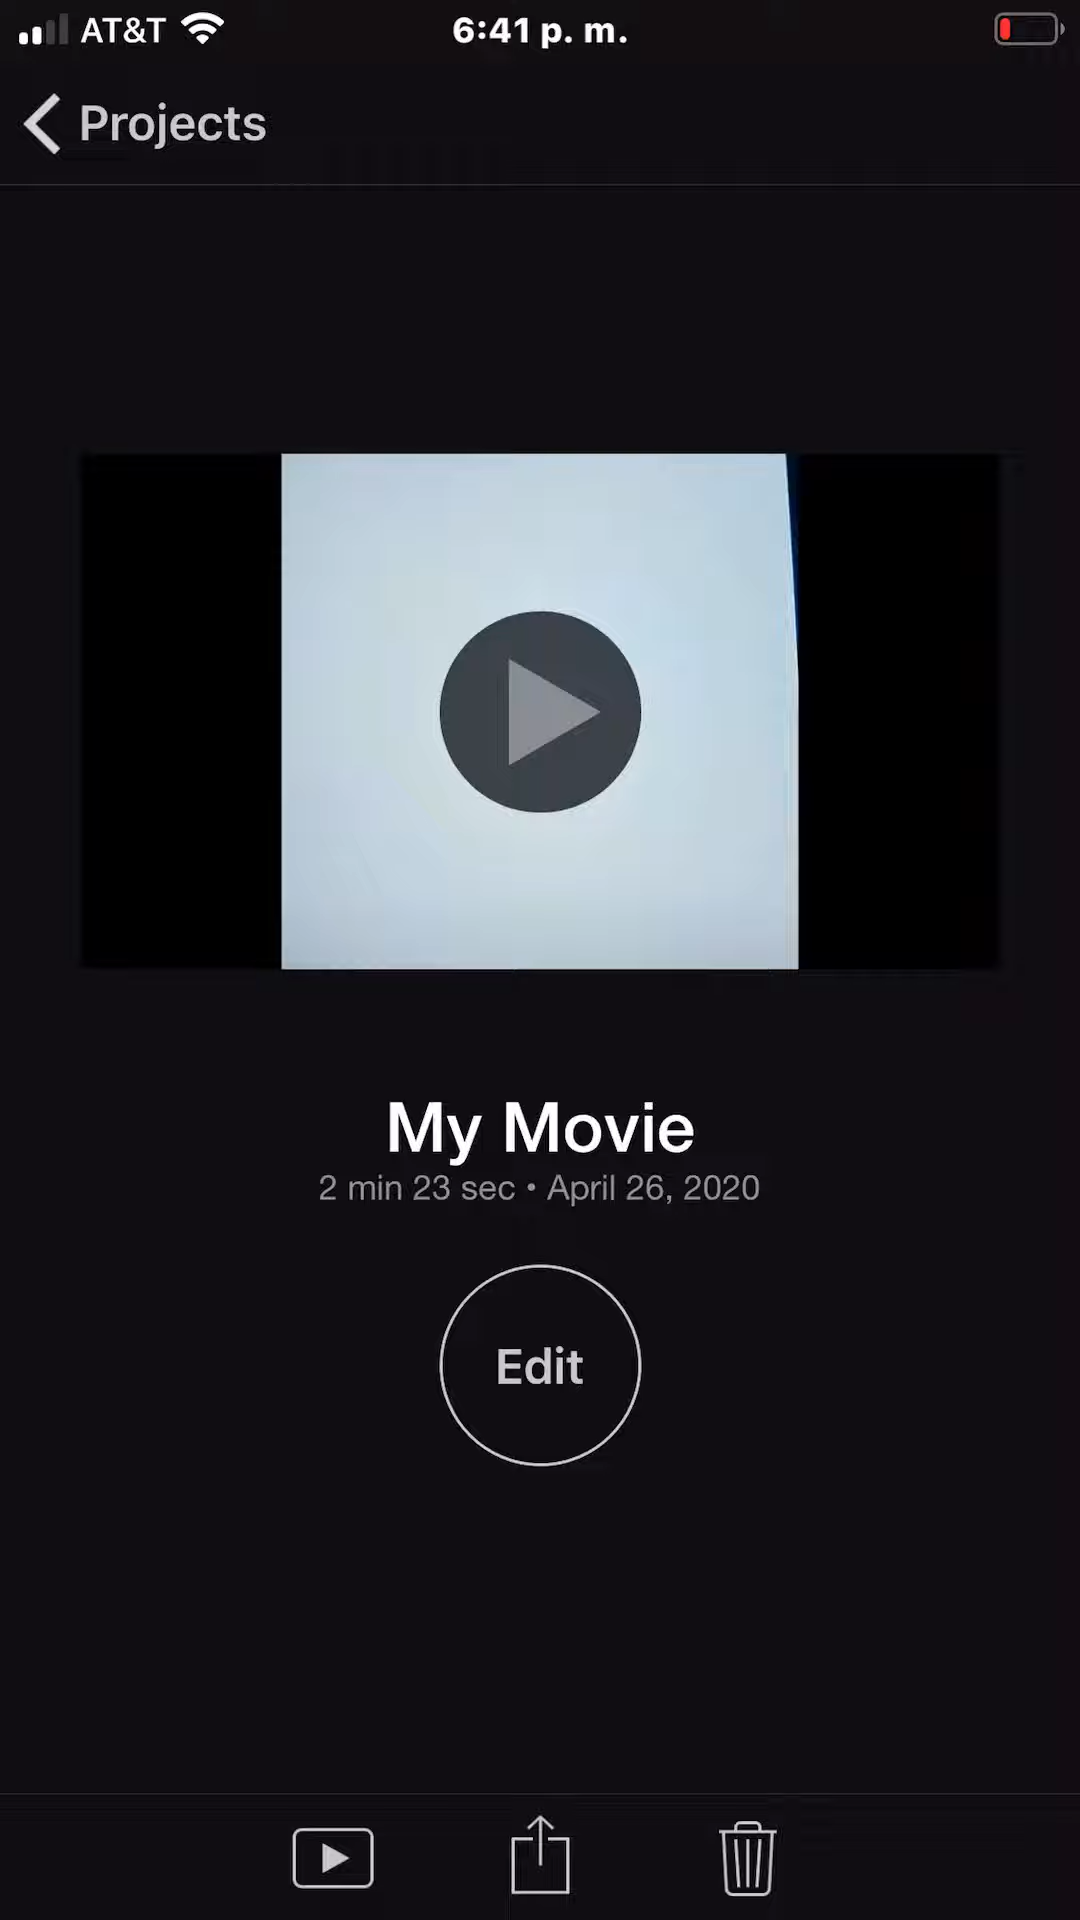 AT&T 6:41 p. m.
Projects
My Movie
2 min 23 sec • April 26, 2020
Edit